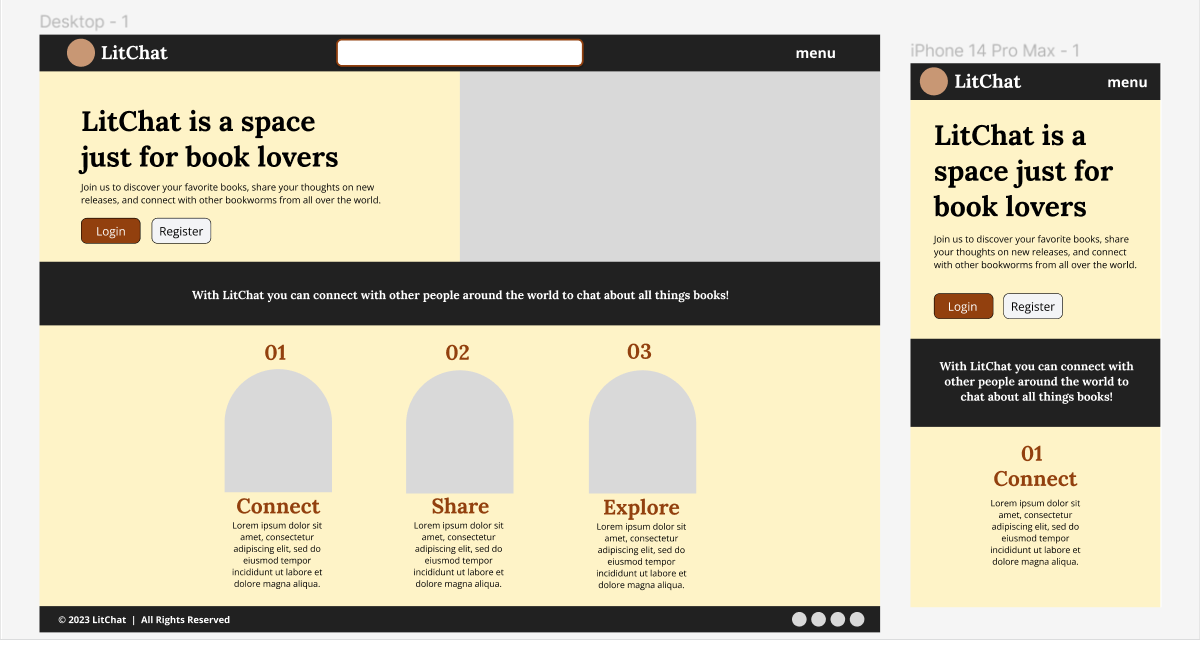 Desktop - 1
LitChat
menu
LitChat is a space
just for book lovers
Join us to discover your favorite books, share your thoughts on new
releases, and connect with other bookworms from all over the world.
Login
Register
With LitChat you can connect with other people around the world to chat about all things books!
01
Connect
Lorem ipsum dolor sit
amet, consectetur
adipiscing elit, sed do
eiusmod tempor
incididunt ut labore et
dolore magna aliqua.
02
Share
Lorem ipsum dolor sit
amet, consectetur
adipiscing elit, sed do
eiusmod tempor
incididunt ut labore et
dolore magna aliqua.
03
Explore
Lorem ipsum dolor sit
amet, consectetur
adipiscing elit, sed do
eiusmod tempor
incididunt ut labore et
dolore magna aliqua.
© 2023 LitChat | All Rights Reserved
iPhone 14 Pro Max - 1
LitChat
menu
LitChat is a
space just for
book lovers
Join us to discover your favorite books, share
your thoughts on new releases, and connect
with other bookworms from all over the world.
Login
Register
With LitChat you can connect with
other people around the world to
chat about all things books!
01
Connect
Lorem ipsum dolor sit
amet, consectetur
adipiscing elit, sed do
eiusmod tempor
incididunt ut labore et
dolore magna aliqua.